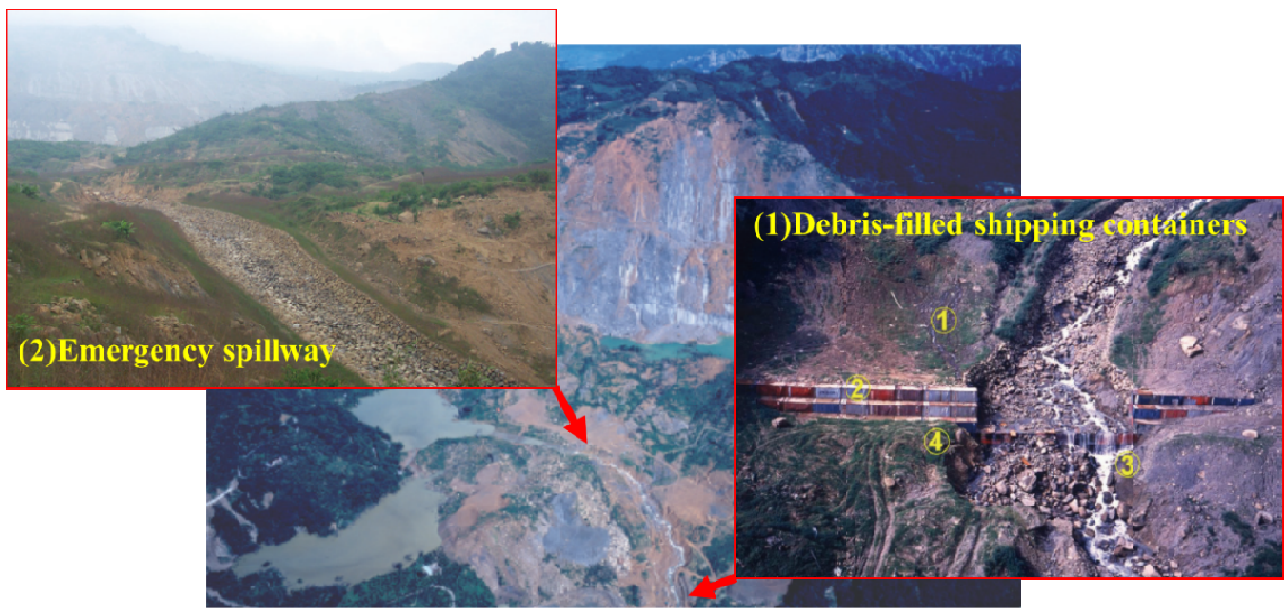 (1)Debris-filled shipping containers
①
②
④
③
(2)Emergency spillway